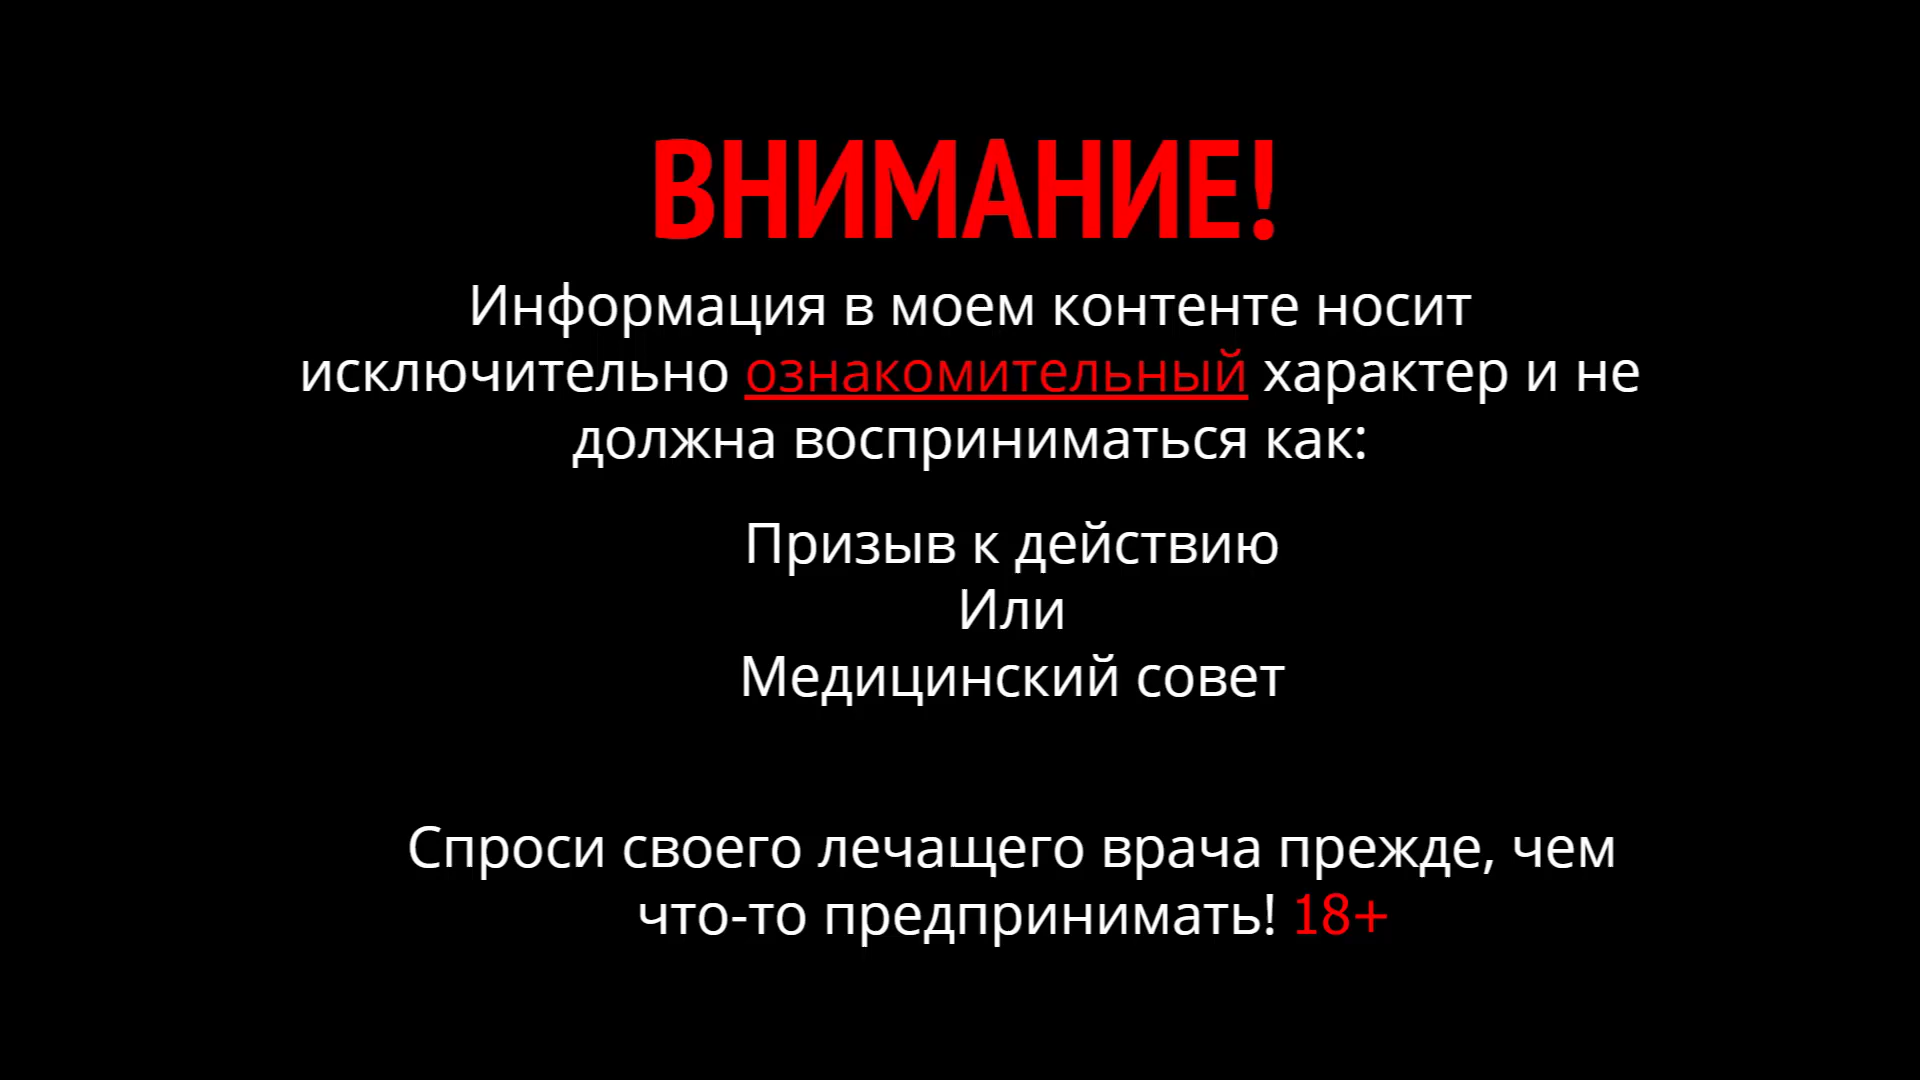 ВНИМАНИЕ!
Информация в моем контенте носит
исключительно ознакомительный характер и не
должна восприниматься как:
Призыв к действию
Или
Медицинский совет
Спроси своего лечащего врача прежде, чем
что-то предпринимать! 18+